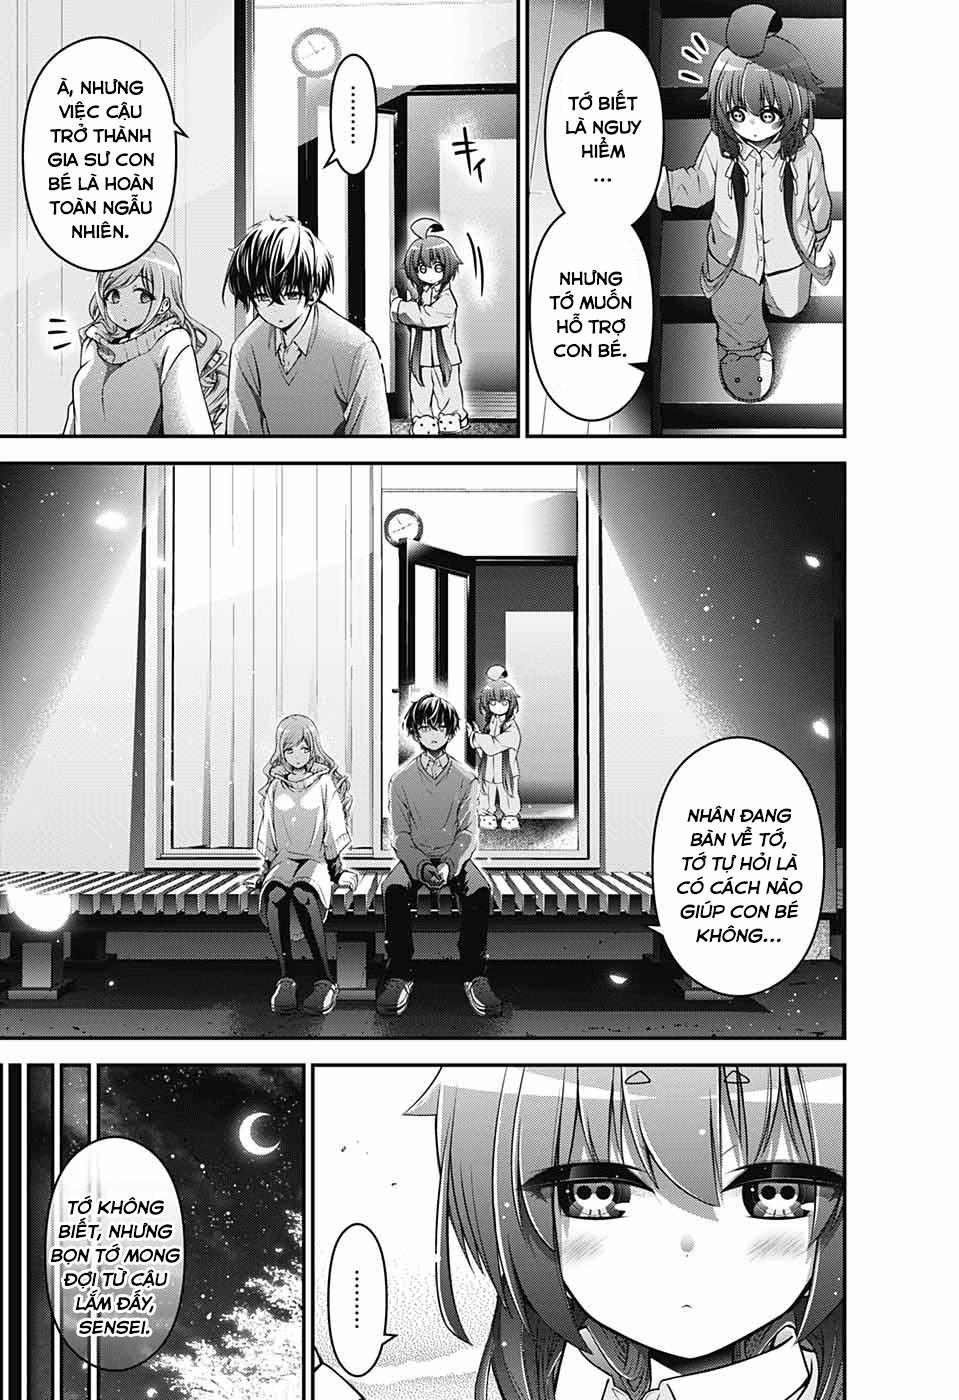 TỚ BIẾT
LÀ NGUY
HIỂM
...
NHƯNG
TỚ MUỐN
HỖ TRỢ
CON BÉ.
.........
キィ
À, NHƯNG
VIỆC CẬU
TRỞ THÀNH
GIA SƯ CON
BÉ LÀ HOÀN
TOÀN NGẪU
NHIÊN.
NHÂN ĐANG
BÀN VỀ TỚ,
TỚ TỰ HỎI LÀ
CÓ CÁCH NÀO
GIÚP CON BÉ
KHÔNG...
.........
TỚ KHÔNG
BIẾT, NHƯNG
BỌN TỚ MONG
ĐỢI TỪ CẬU
LẮM ĐẤY,
SENSEI.